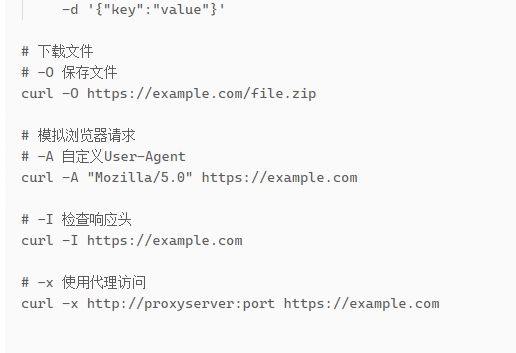 -d '{"key":"value"}'
# 下载文件
# -O 保存文件
curl -O https://example.com/file.zip
# 模拟浏览器请求
# -A 自定义User-Agent
curl -A "Mozilla/5.0" https://example.com
# -I 检查响应头
curl -I https://example.com
# -x 使用代理访问
curl -x http://proxyserver:port https://example.com